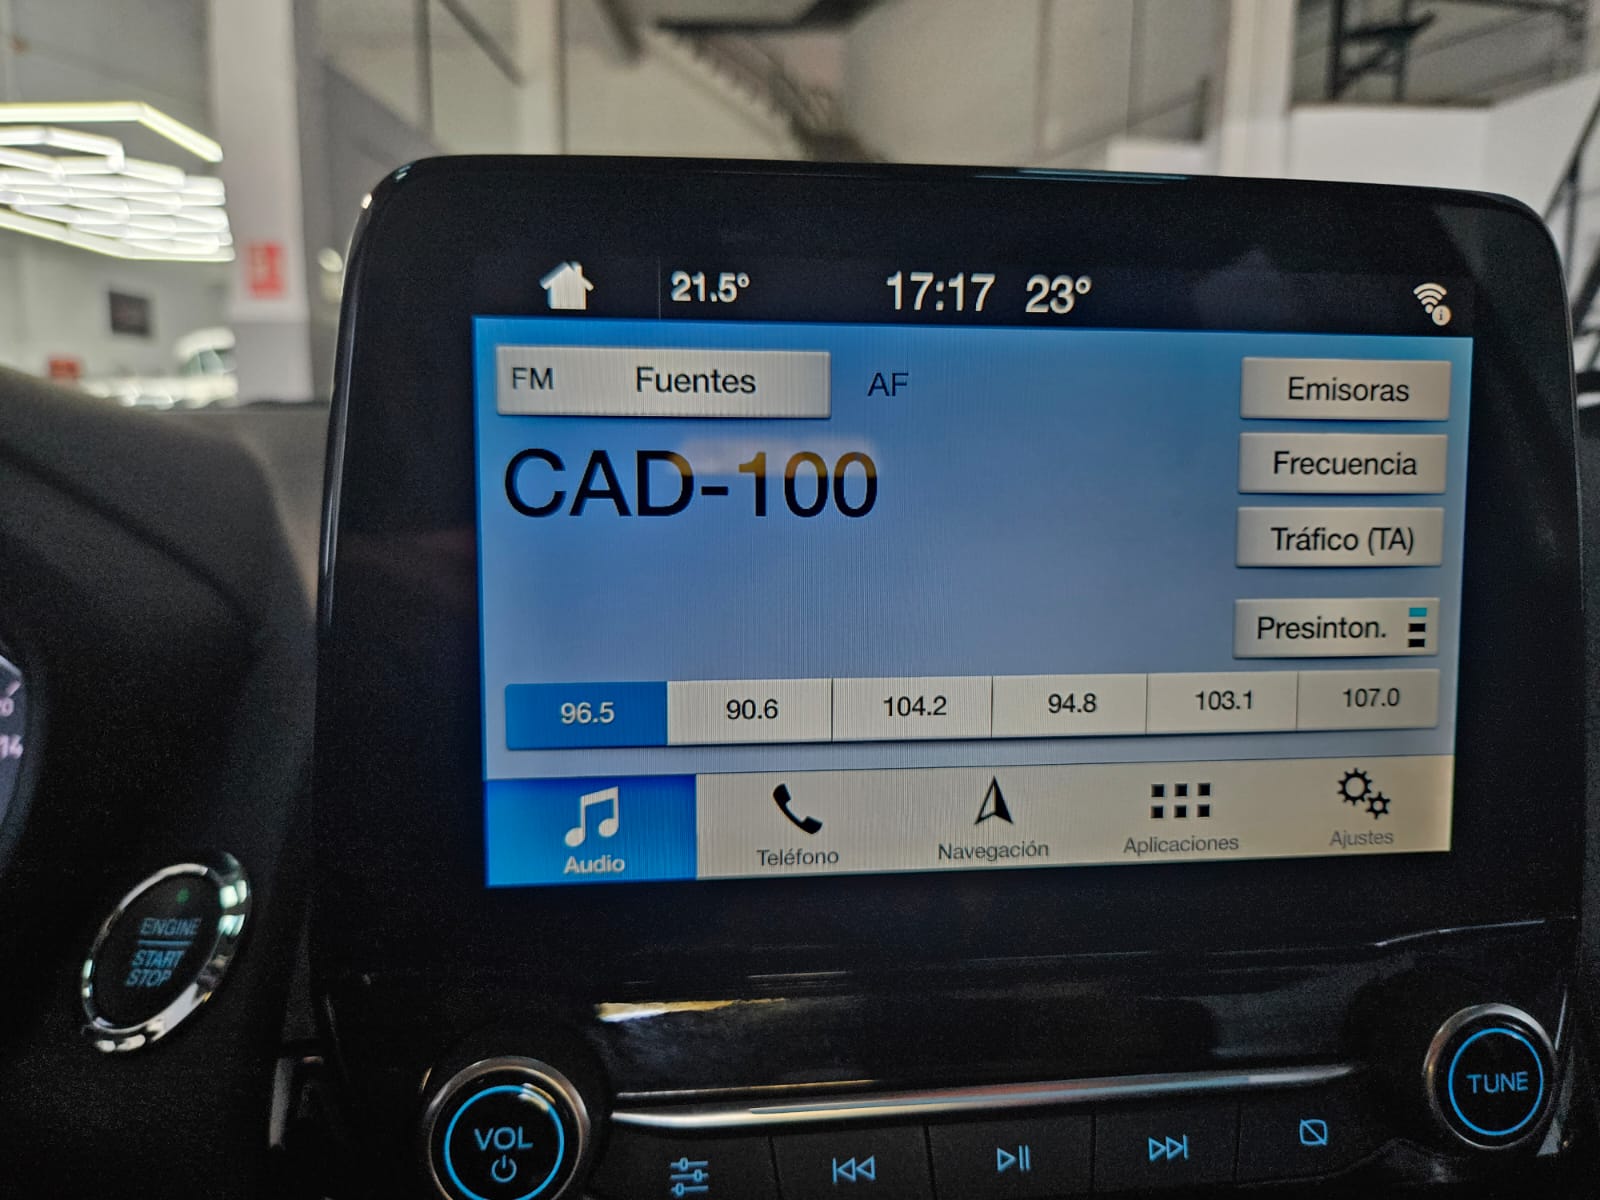 21.5° 17:17 23°
FM Fuentes AF Emisoras
CAD-100
Frecuencia
Tráfico (TA)
Presinton.
96.5 90.6 104.2 94.8 103.1 107.0
Audio Teléfono Navegación Aplicaciones Ajustes
ENGINE
START
STOP
VOL
TUNE